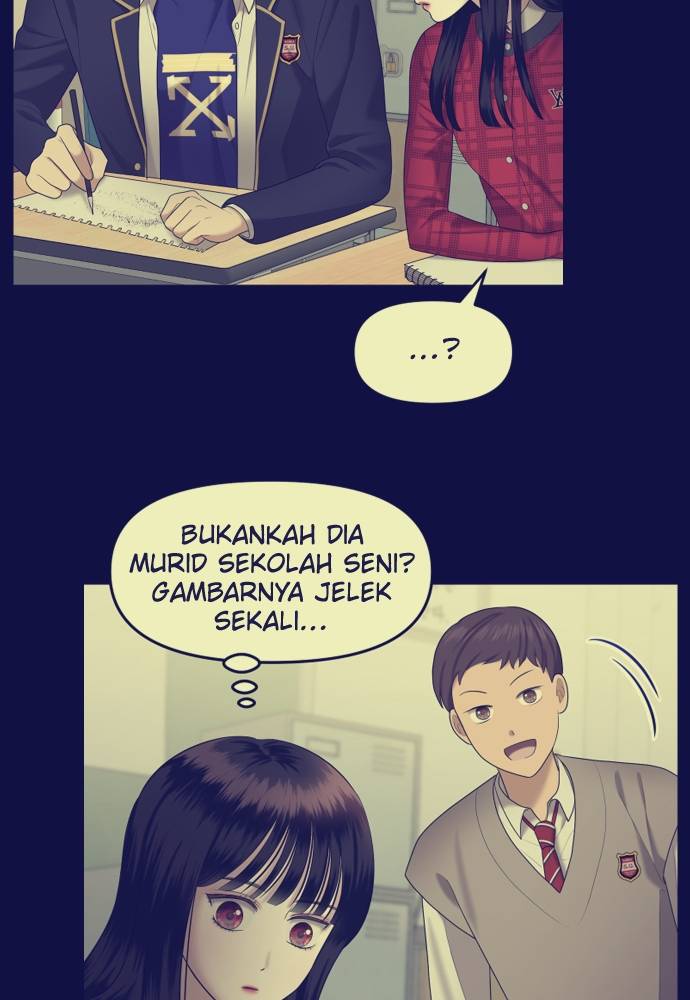 ...?
BUKANKAH DIA
MURID SEKOLAH SENI?
GAMBARNYA JELEK
SEKALI...